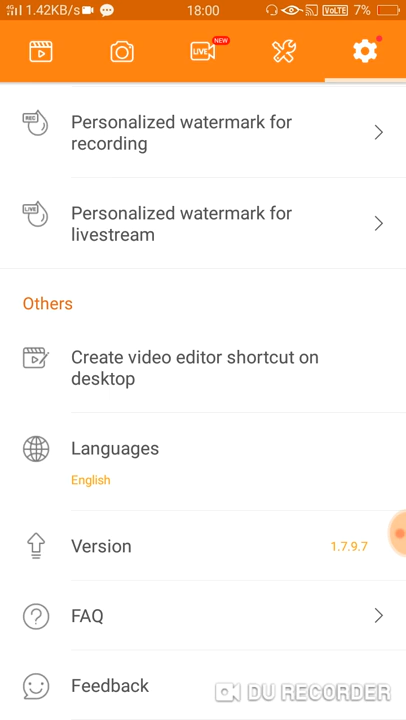 1.42KB/s 18:00 VoLTE 7%
LIVE NEW
REC
Personalized watermark for
recording
LIVE
Personalized watermark for
livestream
Others
Create video editor shortcut on
desktop
Languages
English
Version 1.7.9.7
FAQ
Feedback
DU RECORDER